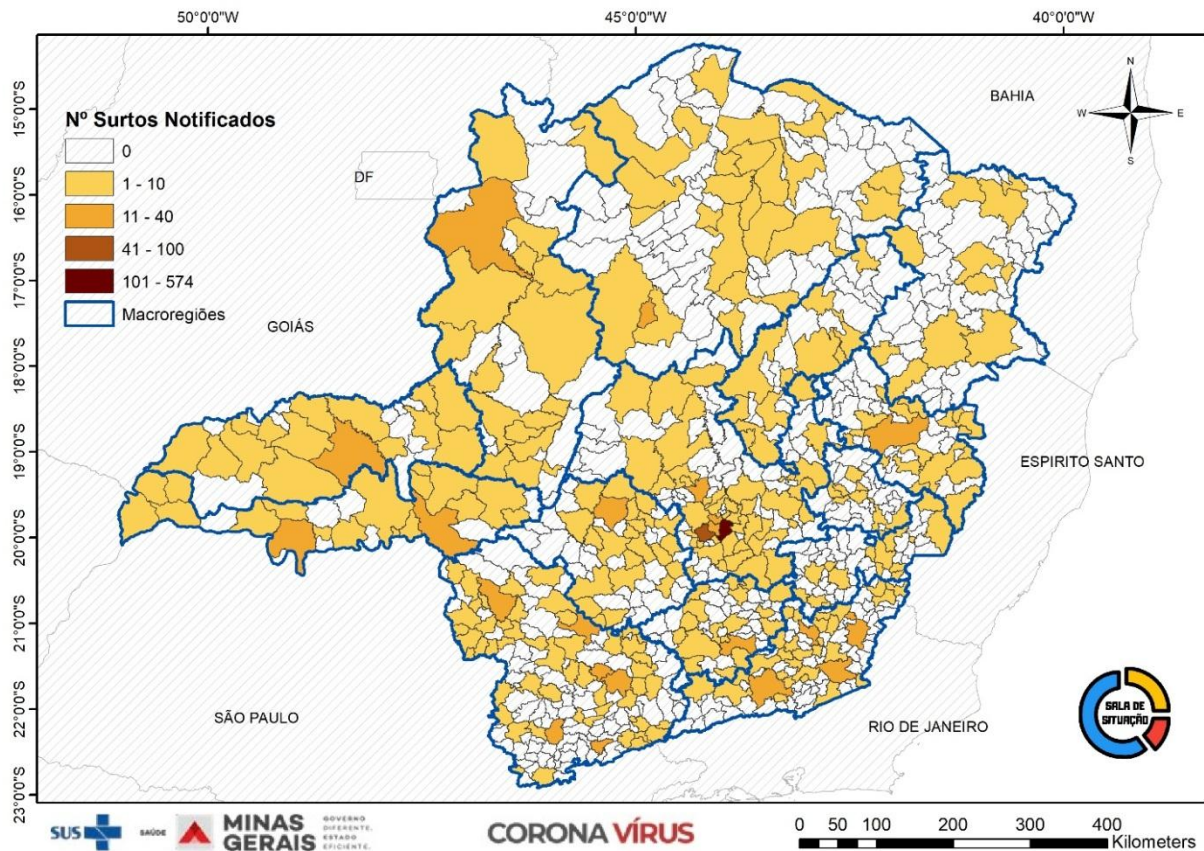 50°0'0"W 45°0'0"W 40°0'0"W
15°0'0"S
16°0'0"S
17°0'0"S
18°0'0"S
19°0'0"S
20°0'0"S
21°0'0"S
22°0'0"S
23°0'0"S
Nº Surtos Notificados
0
1 - 10
11 - 40
41 - 100
101 - 574
Macroregiões
DF
GOIÁS
BAHIA
N
W E
S
ESPIRITO SANTO
SÃO PAULO
RIO DE JANEIRO
SALA DE
SITUAÇÃO
SUS
SAÚDE
MINAS
GERAIS
GOVERNO
DIFERENTE.
ESTADO
EFICIENTE.
CORONA VÍRUS
0 50 100 200 300 400
Kilometers